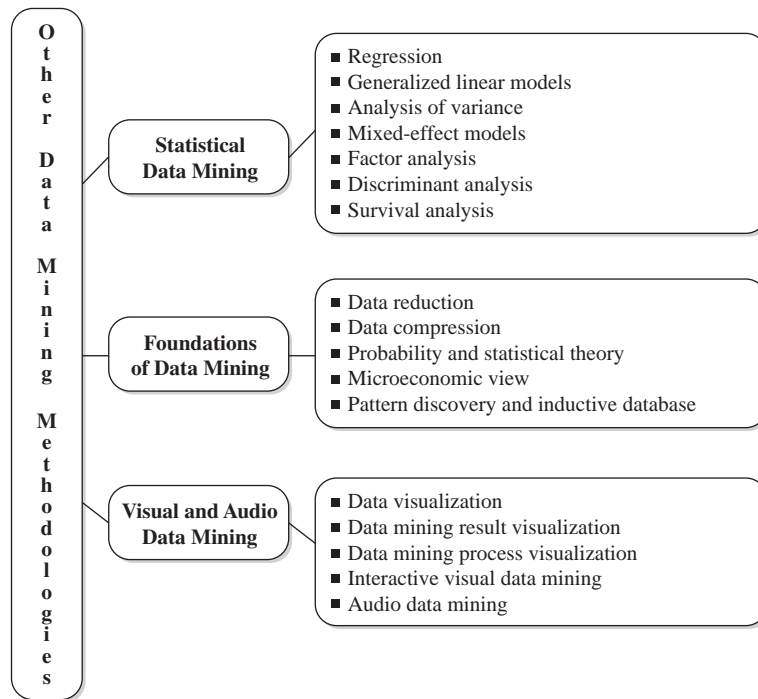 Other Data Mining Methodologies
Statistical
Data Mining
■ Regression
■ Generalized linear models
■ Analysis of variance
■ Mixed-effect models
■ Factor analysis
■ Discriminant analysis
■ Survival analysis
Foundations
of Data Mining
■ Data reduction
■ Data compression
■ Probability and statistical theory
■ Microeconomic view
■ Pattern discovery and inductive database
Visual and Audio
Data Mining
■ Data visualization
■ Data mining result visualization
■ Data mining process visualization
■ Interactive visual data mining
■ Audio data mining